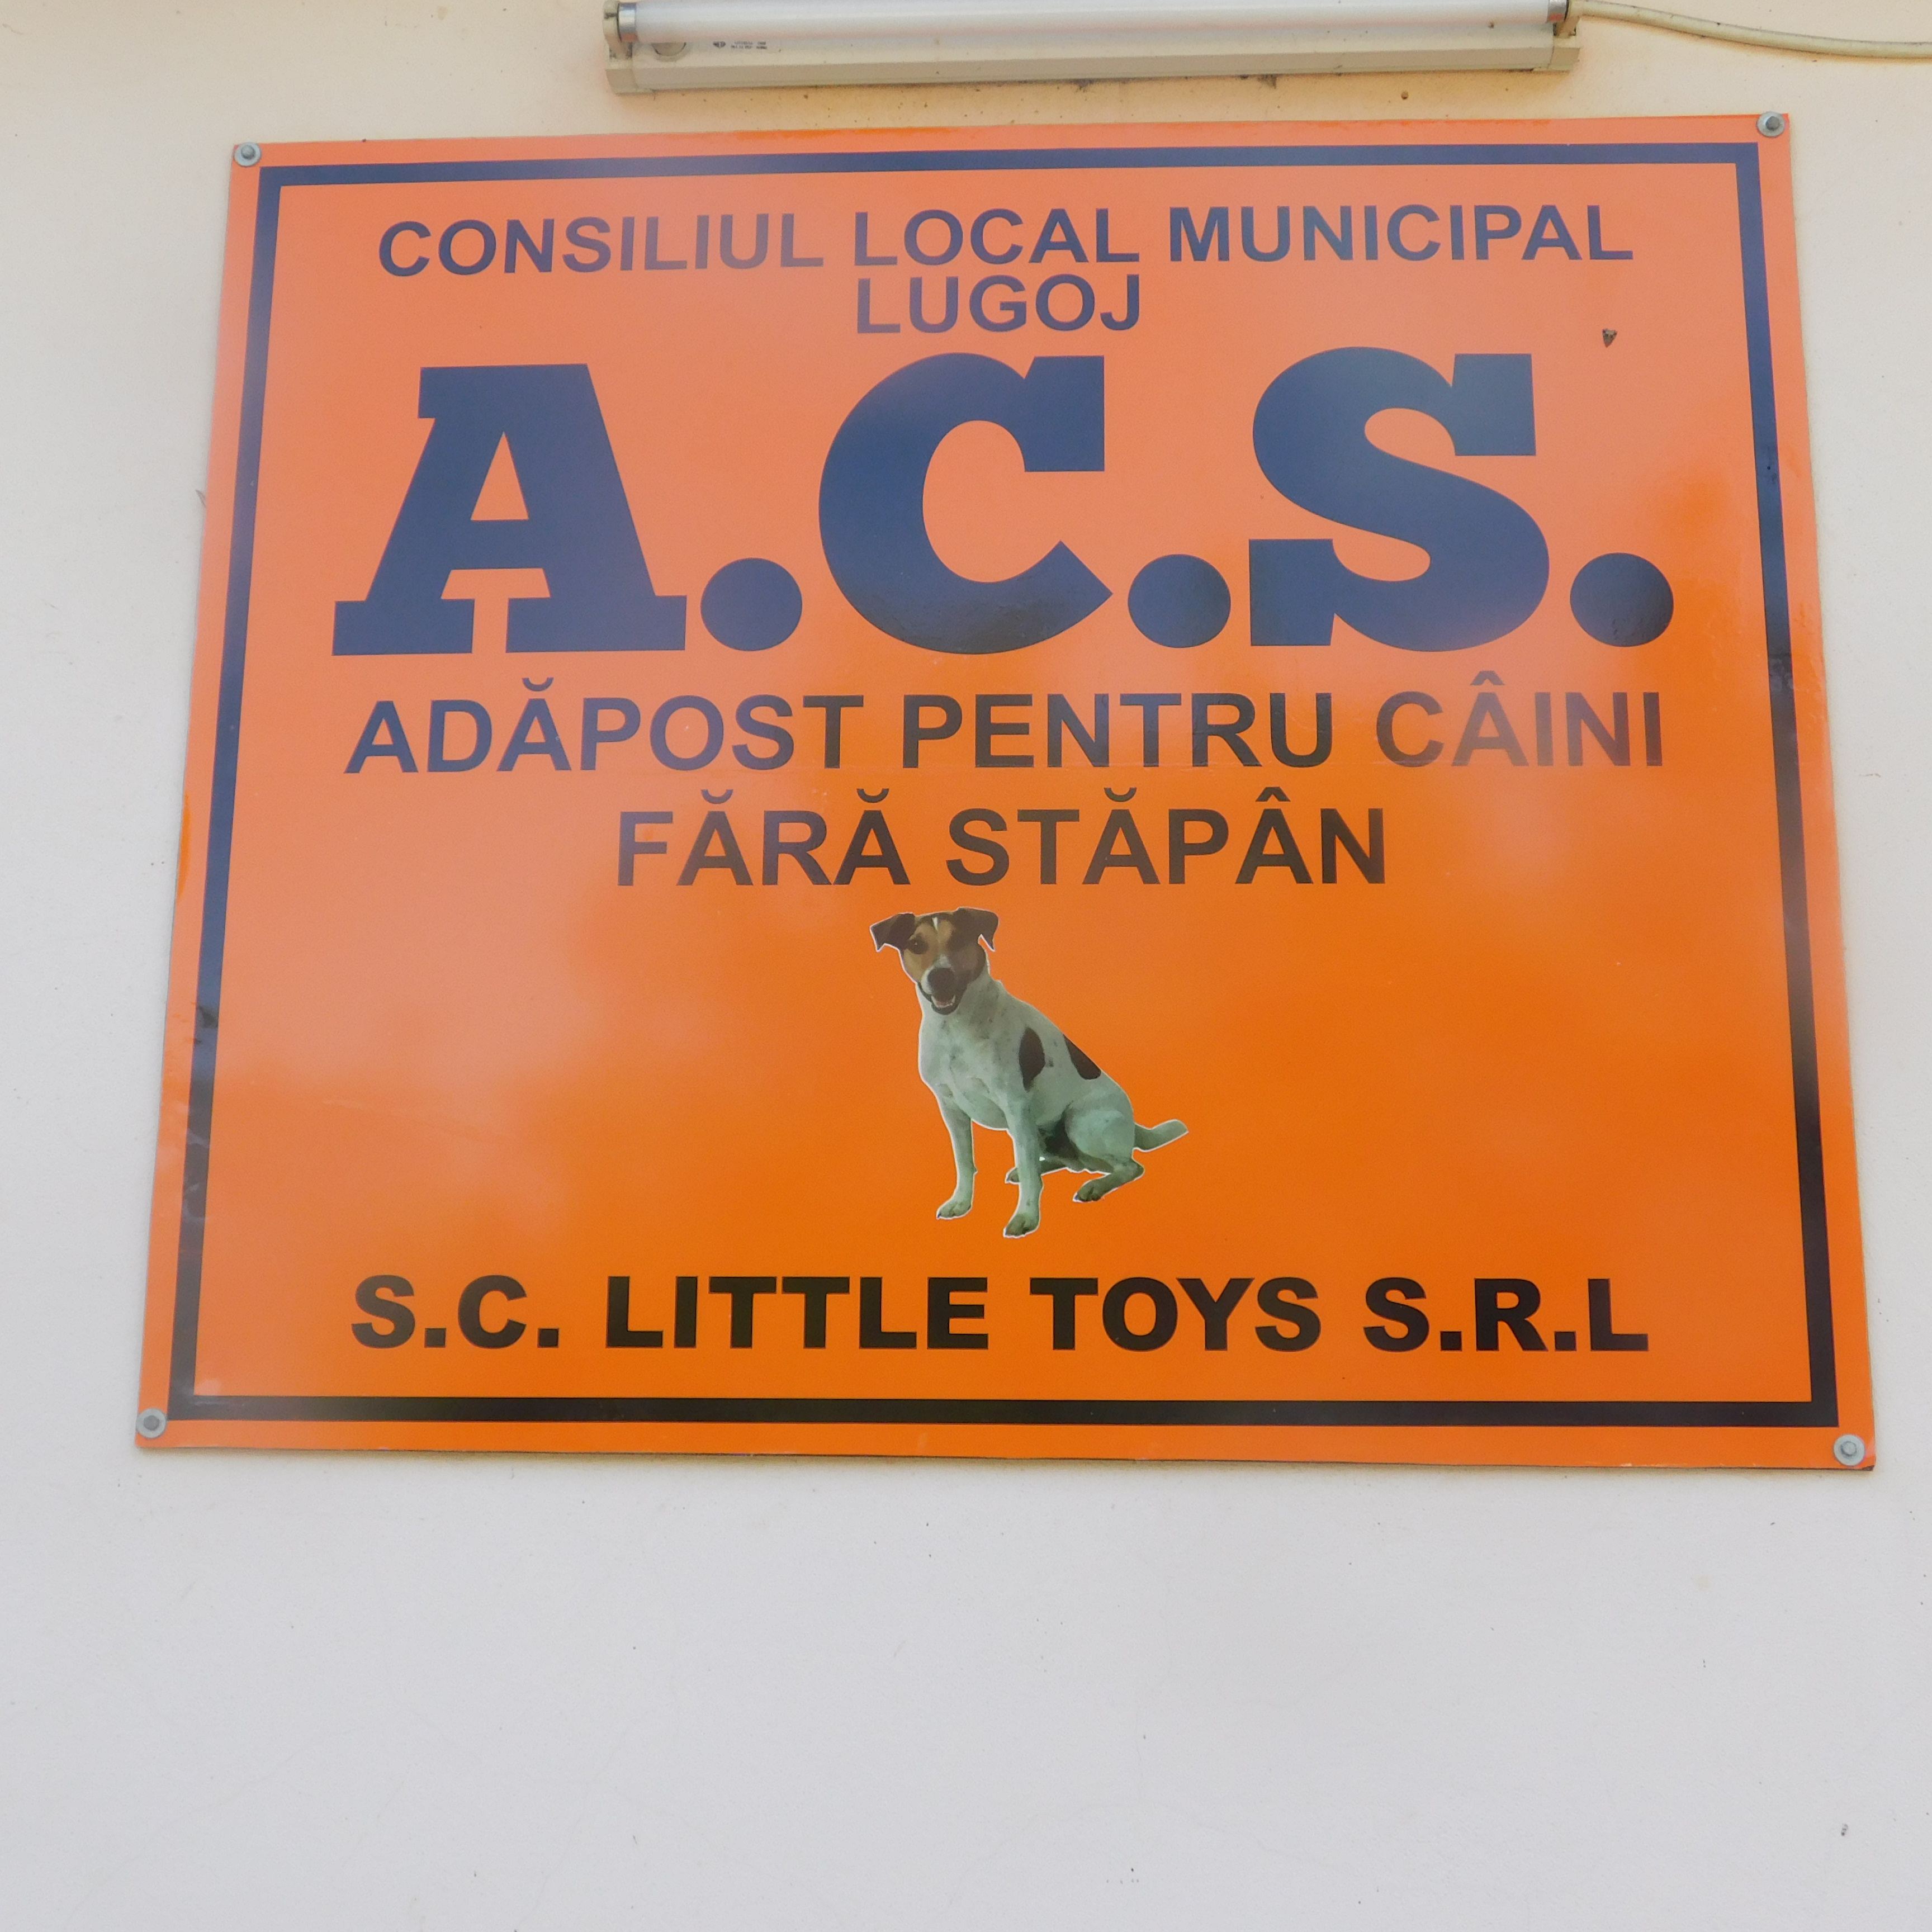 CONSILIUL LOCAL MUNICIPAL
LUGOJ
A.C.S.
ADĂPOST PENTRU CÂINI
FĂRĂ STĂPÂN
S.C. LITTLE TOYS S.R.L